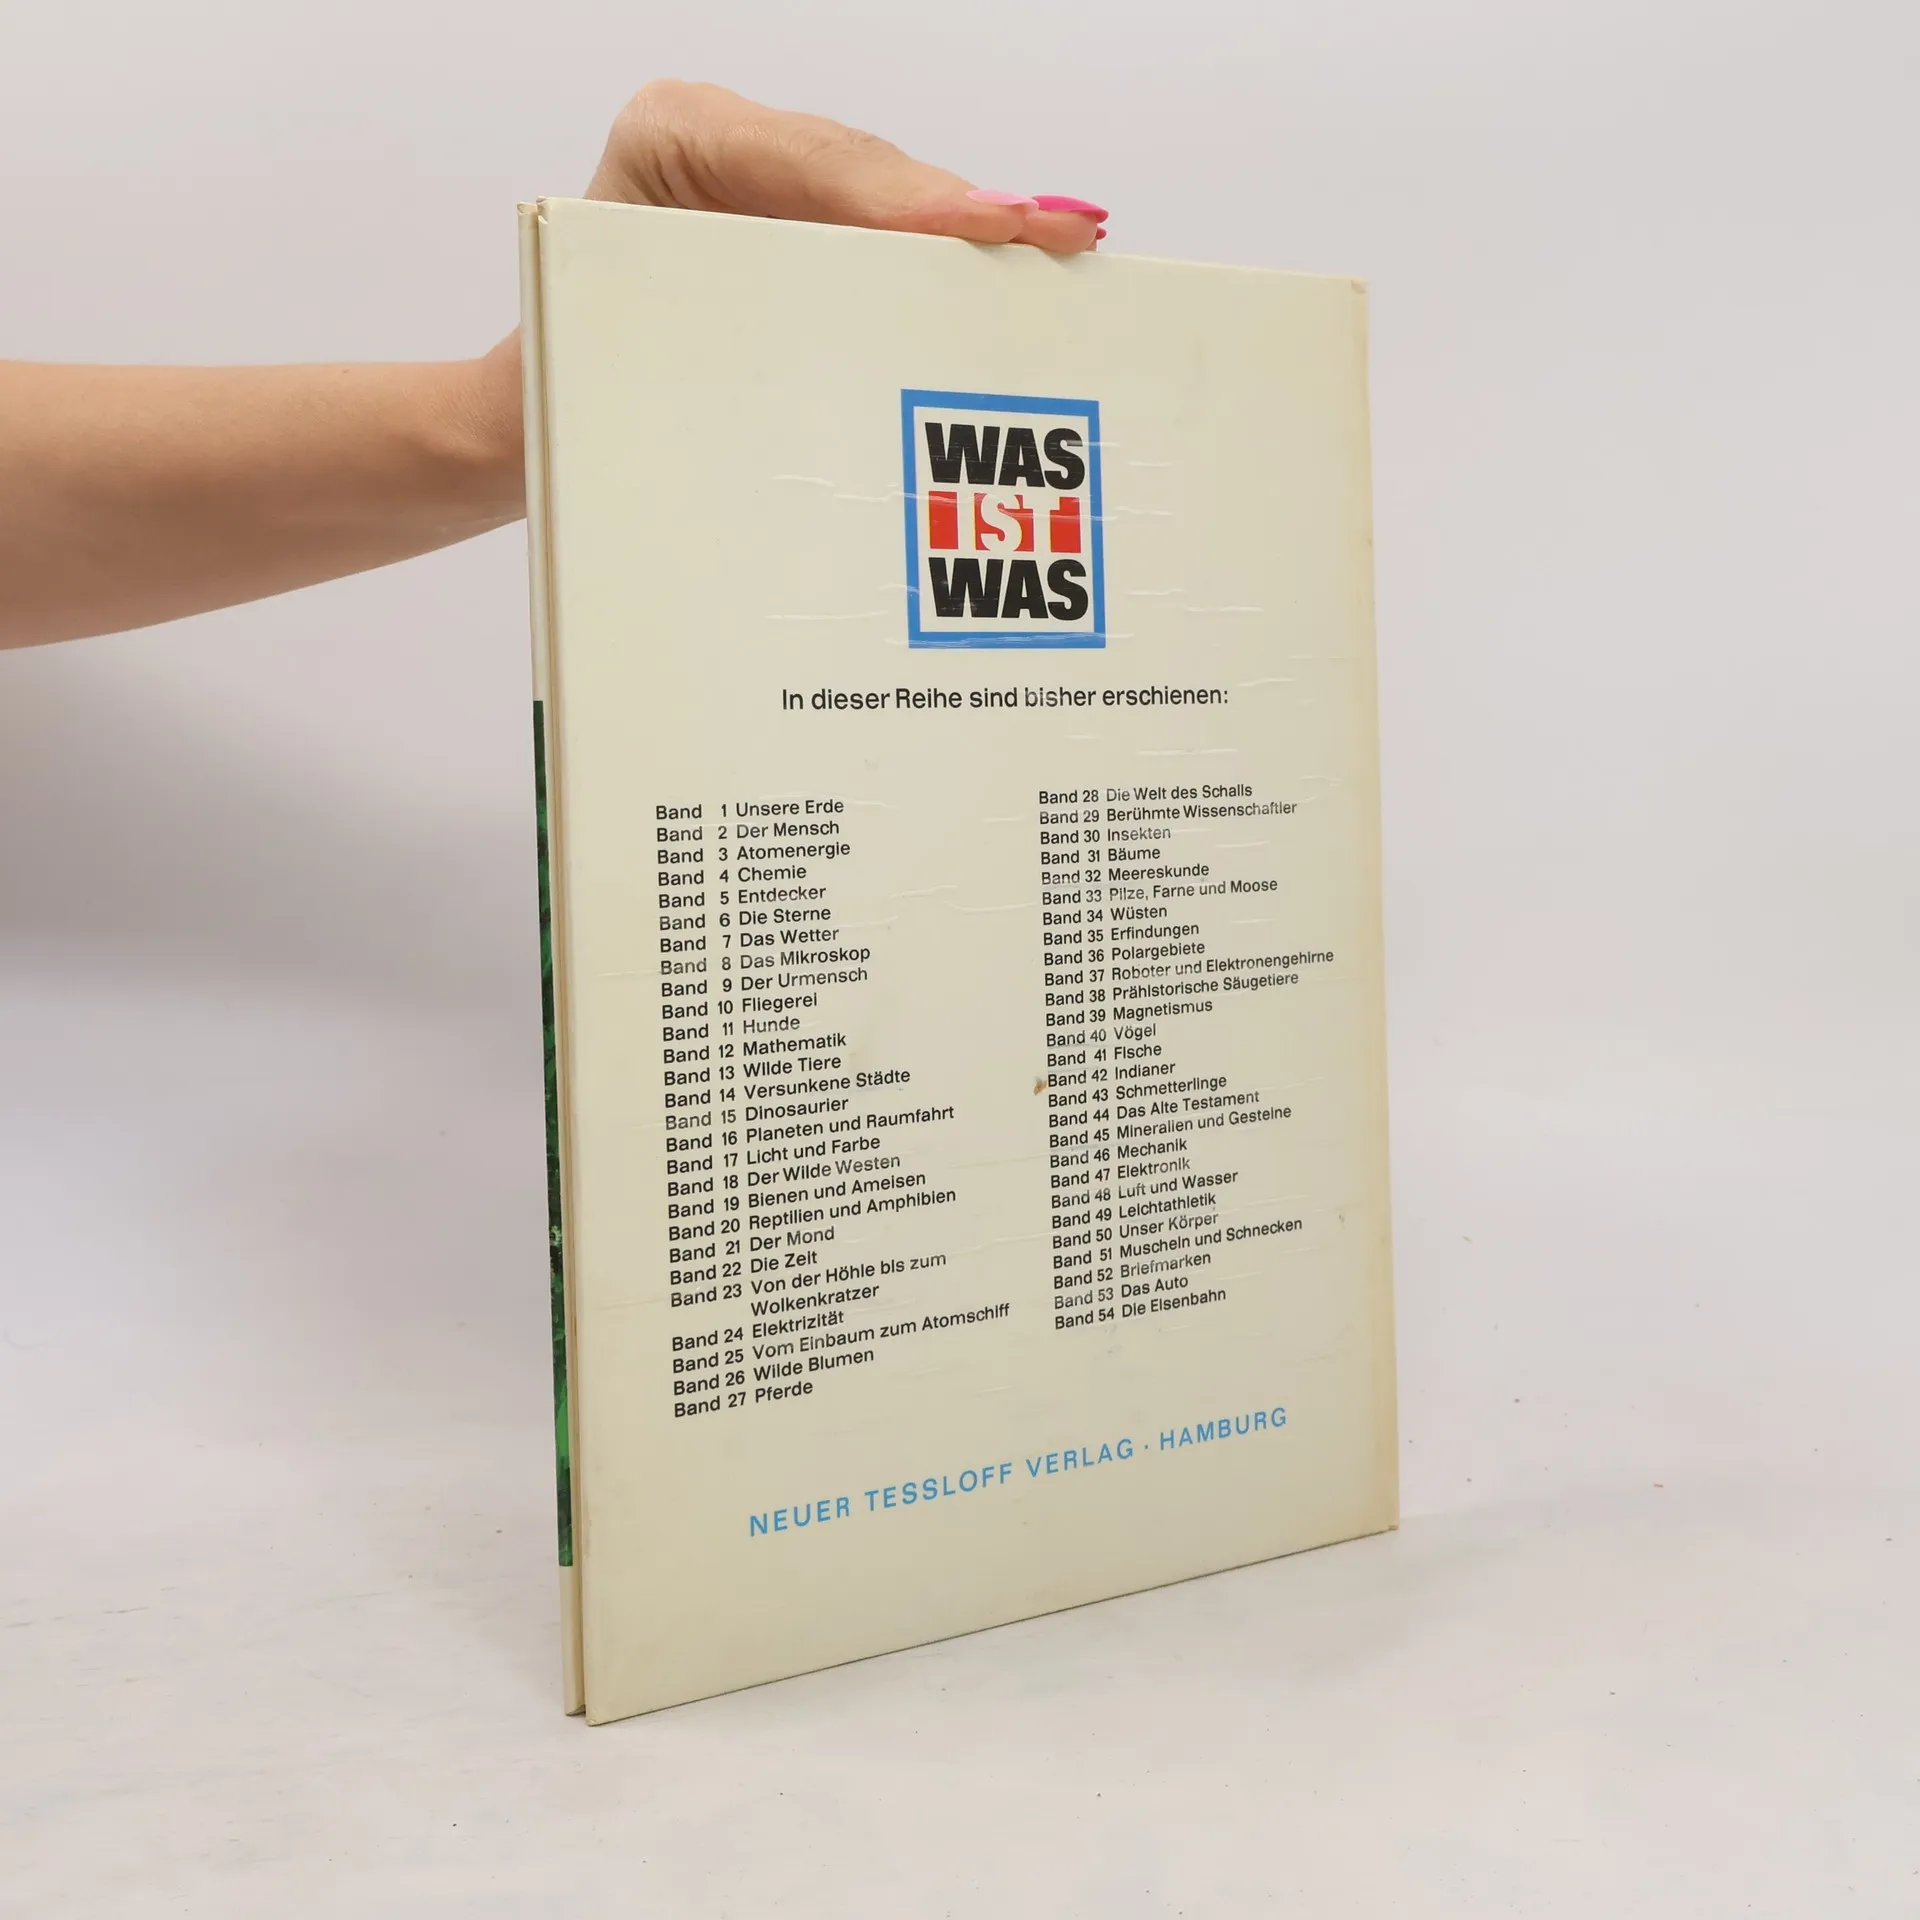 WAS
IST
WAS
In dieser Reihe sind bisher erschienen:
Band 1 Unsere Erde
Band 2 Der Mensch
Band 3 Atomenergie
Band 4 Chemie
Band 5 Entdecker
Band 6 Die Sterne
Band 7 Das Wetter
Band 8 Das Mikroskop
Band 9 Der Urmensch
Band 10 Fliegerei
Band 11 Hunde
Band 12 Mathematik
Band 13 Wilde Tiere
Band 14 Versunkene Städte
Band 15 Dinosaurier
Band 16 Planeten und Raumfahrt
Band 17 Licht und Farbe
Band 18 Der Wilde Westen
Band 19 Bienen und Ameisen
Band 20 Reptilien und Amphibien
Band 21 Der Mond
Band 22 Die Zeit
Band 23 Von der Höhle bis zum
Wolkenkratzer
Band 24 Elektrizität
Band 25 Vom Einbaum zum Atomschiff
Band 26 Wilde Blumen
Band 27 Pferde
Band 28 Die Welt des Schalls
Band 29 Berühmte Wissenschaftler
Band 30 Insekten
Band 31 Bäume
Band 32 Meereskunde
Band 33 Pilze, Farne und Moose
Band 34 Wüsten
Band 35 Erfindungen
Band 36 Polargebiete
Band 37 Roboter und Elektronengehirne
Band 38 Prähistorische Säugetiere
Band 39 Magnetismus
Band 40 Vögel
Band 41 Fische
Band 42 Indianer
Band 43 Schmetterlinge
Band 44 Das Alte Testament
Band 45 Mineralien und Gesteine
Band 46 Mechanik
Band 47 Elektronik
Band 48 Luft und Wasser
Band 49 Leichtathletik
Band 50 Unser Körper
Band 51 Muscheln und Schnecken
Band 52 Briefmarken
Band 53 Das Auto
Band 54 Die Eisenbahn
NEUER TESSLOFF VERLAG · HAMBURG